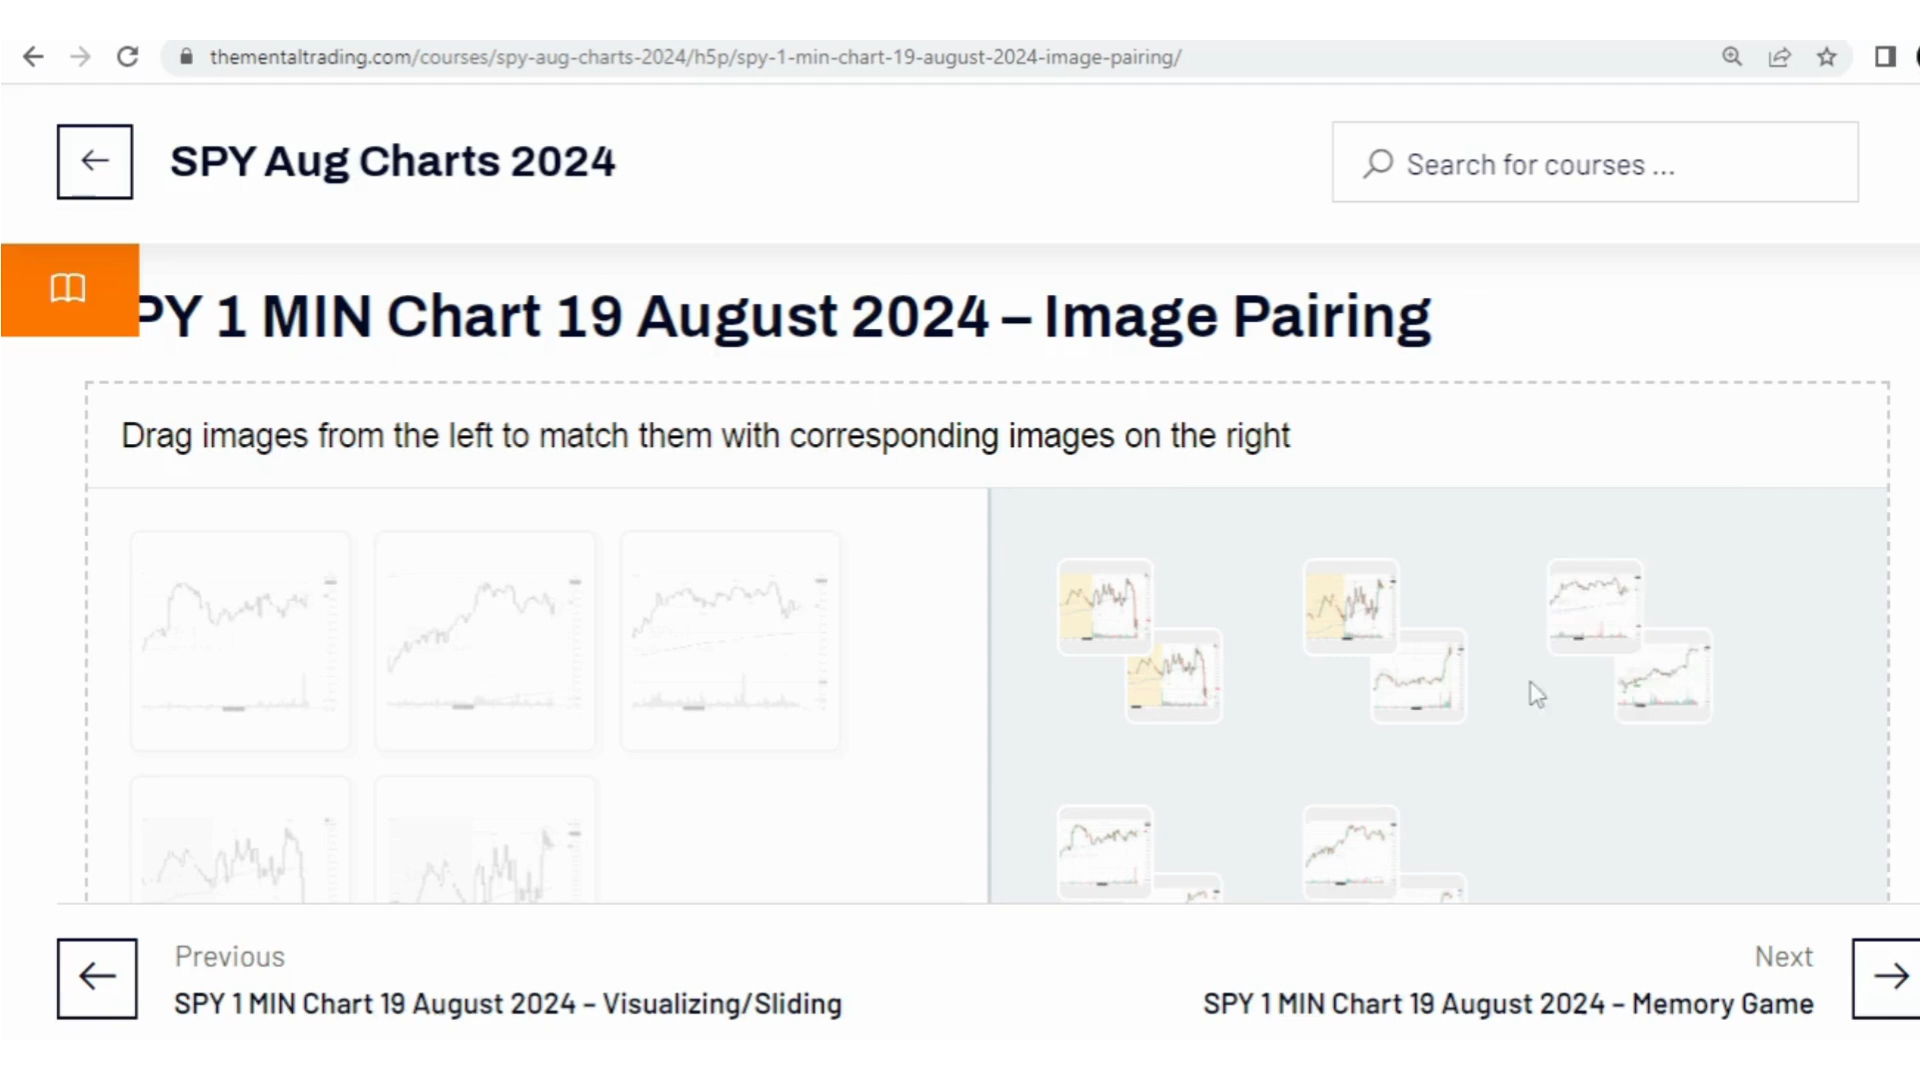 thementaltrading.com/courses/spy-aug-charts-2024/h5p/spy-1-min-chart-19-august-2024-image-pairing/
SPY Aug Charts 2024
Search for courses ...
PY 1 MIN Chart 19 August 2024 – Image Pairing
Drag images from the left to match them with corresponding images on the right
Previous
SPY 1 MIN Chart 19 August 2024 – Visualizing/Sliding
Next
SPY 1 MIN Chart 19 August 2024 – Memory Game